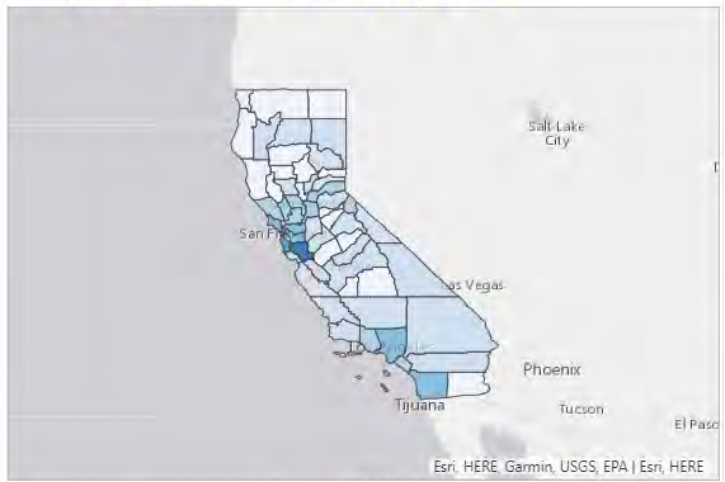 Salt Lake
City
San Fr
as Vegas
Phoenix
Tijuana
Tucson
El Paso
Esri, HERE, Garmin, USGS, EPA | Esri, HERE